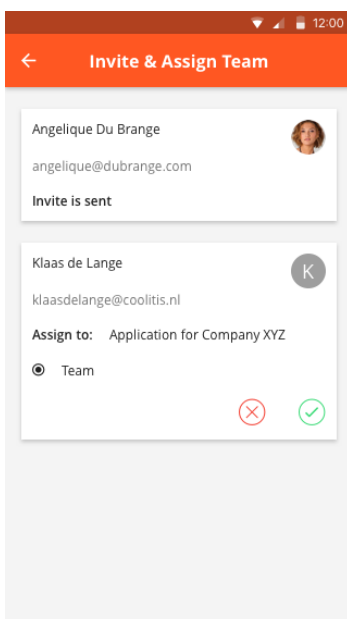 12:00
Invite & Assign Team
Angelique Du Brange
angelique@dubrange.com
Invite is sent
Klaas de Lange
K
klaasdelange@coolitis.nl
Assign to: Application for Company XYZ
Team